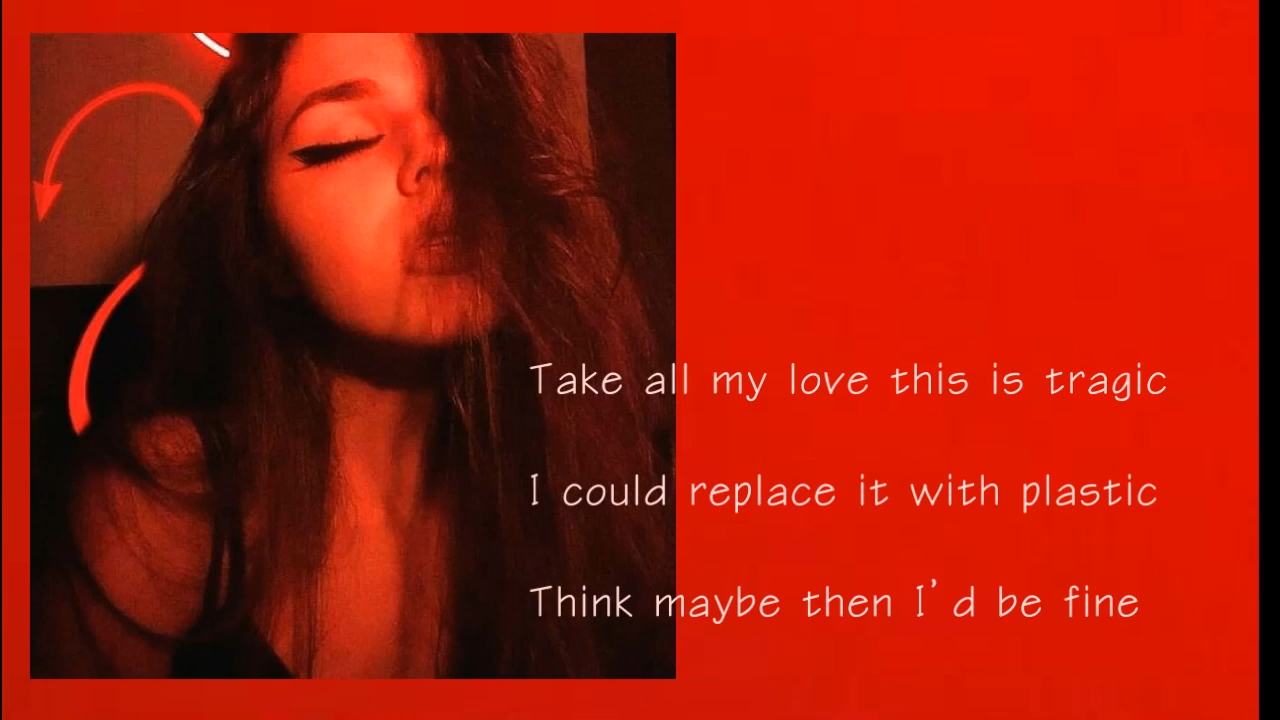 Take all my love this is tragic
I could replace it with plastic
Think maybe then I'd be fine